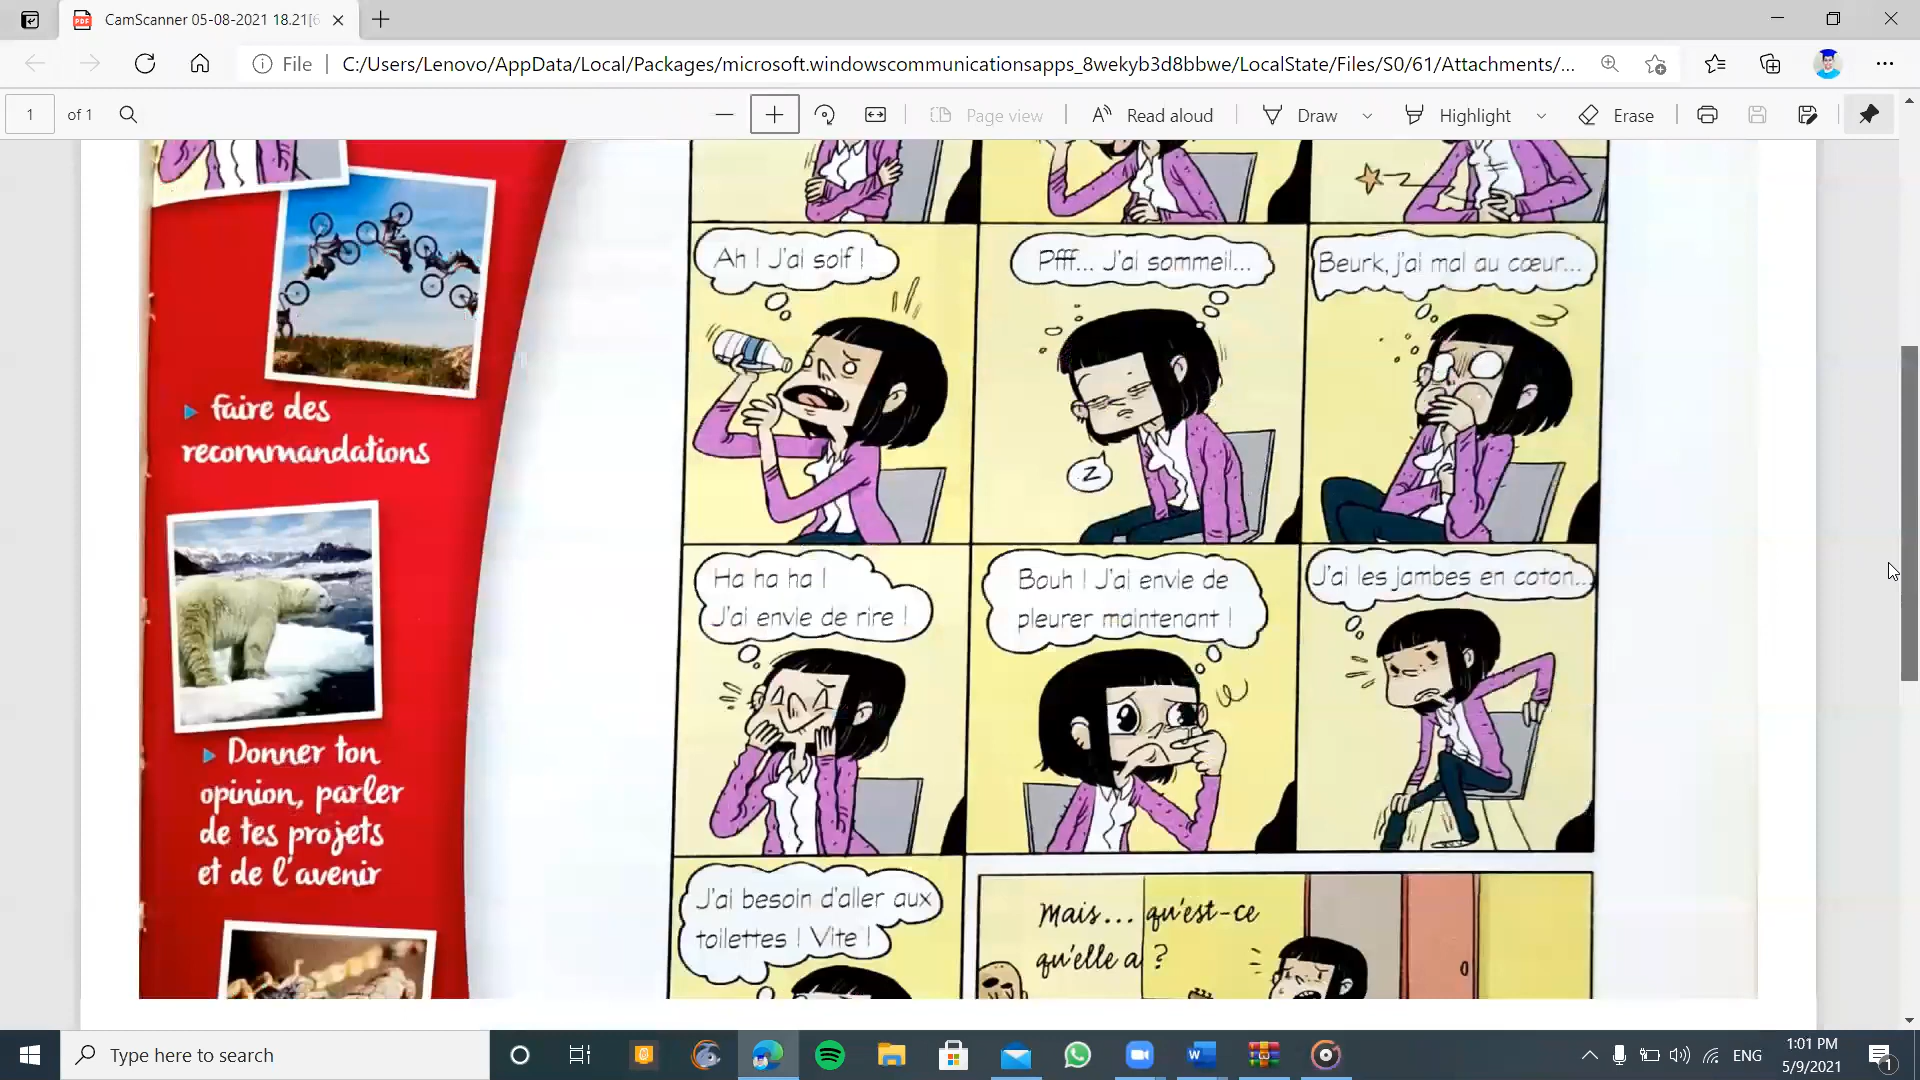 CamScanner 05-08-2021 18.21[6
File
C:/Users/Lenovo/AppData/Local/Packages/microsoft.windowscommunicationsapps_8wekyb3d8bbwe/LocalState/Files/S0/61/Attachments/...
1 of 1
Page view
Read aloud
Draw
Highlight
Erase
faire des
recommandations
Donner ton
opinion, parler
de tes projets
et de l'avenir
Ah ! J'ai soif !
Pfff... J'ai sommeil...
Z
Beurk, j'ai mal au cœur...
Ha ha ha !
J'ai envie de rire !
Bouh ! J'ai envie de
pleurer maintenant !
J'ai les jambes en coton...
J'ai besoin d'aller aux
toilettes ! Vite !
Mais... qu'est-ce
qu'elle a ?
Type here to search
ENG
1:01 PM
5/9/2021
1